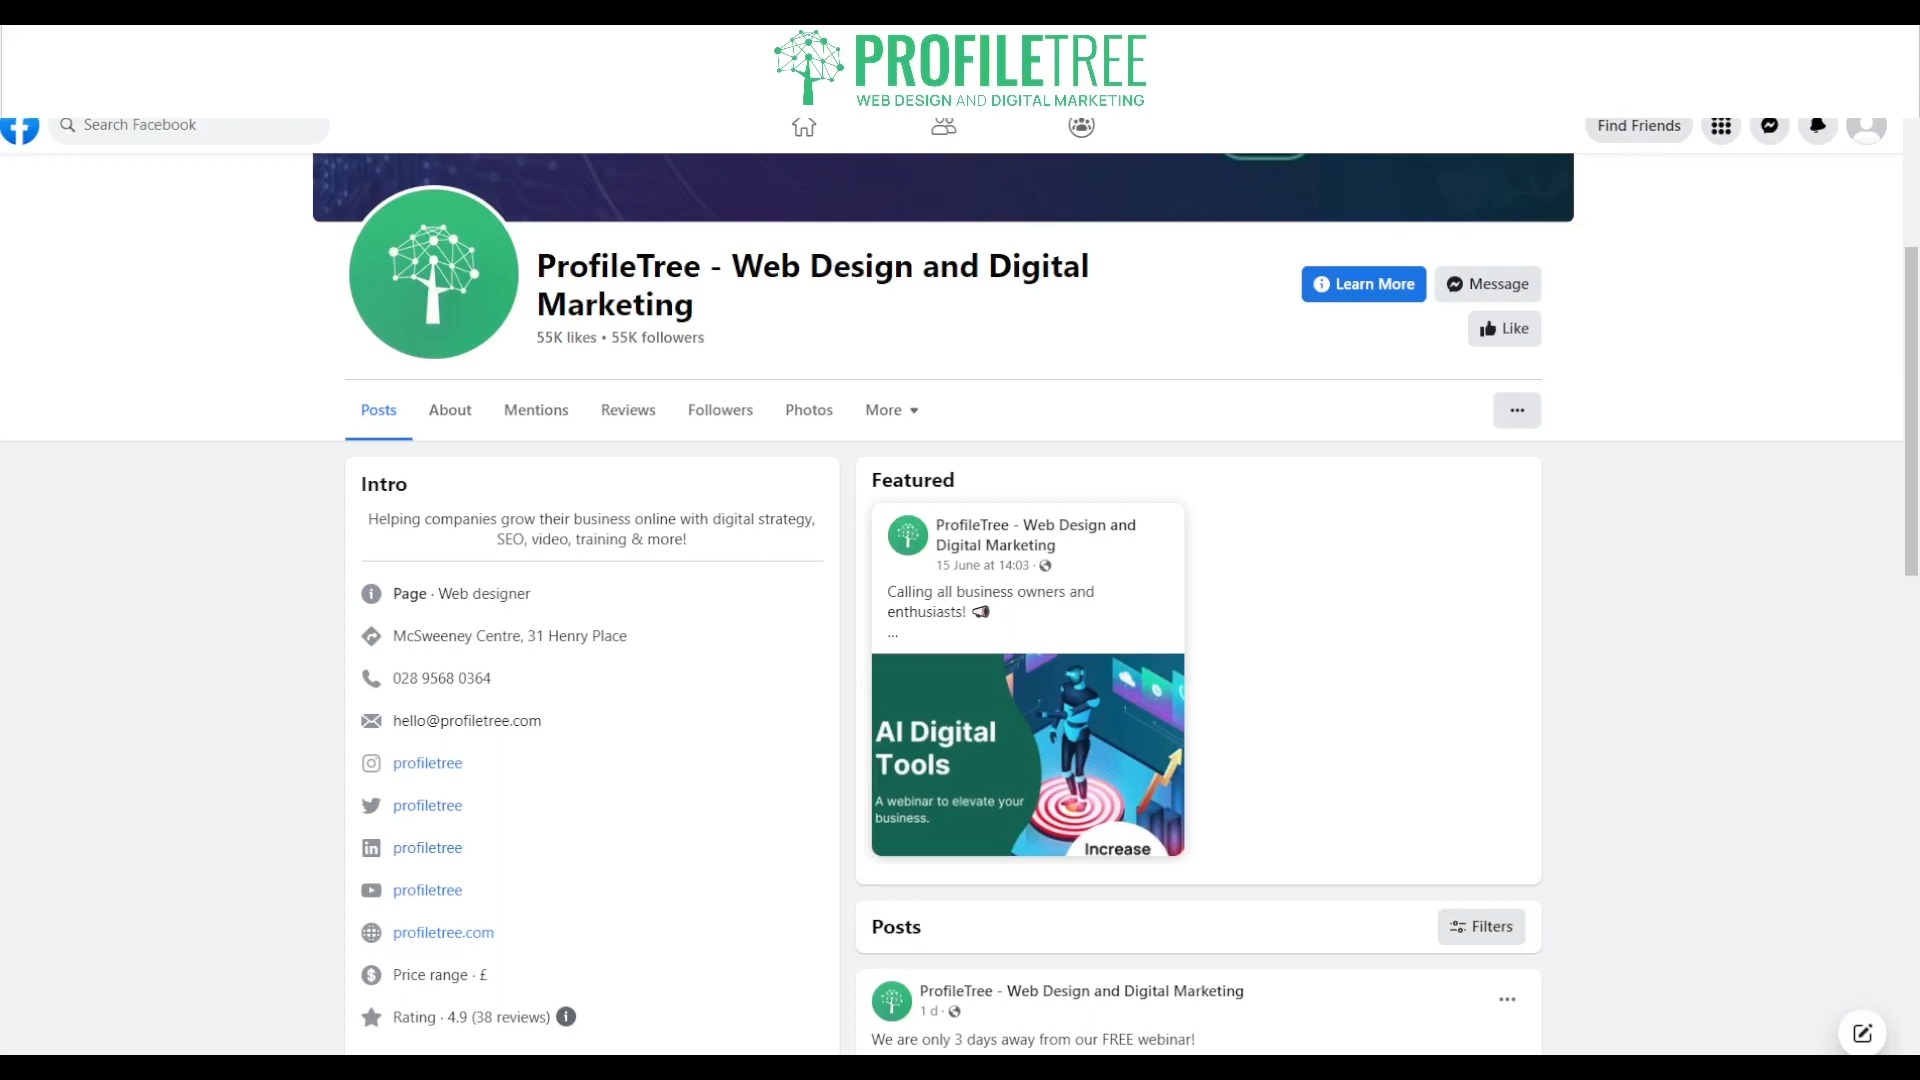 PROFILETREE
WEB DESIGN AND DIGITAL MARKETING
Search Facebook
Find Friends
ProfileTree - Web Design and Digital
Marketing
55K likes • 55K followers
Learn More
Message
Like
Posts
About
Mentions
Reviews
Followers
Photos
More
Intro
Helping companies grow their business online with digital strategy,
SEO, video, training & more!
Page · Web designer
McSweeney Centre, 31 Henry Place
028 9568 0364
hello@profiletree.com
profiletree
profiletree
profiletree
profiletree
profiletree.com
Price range · £
Rating · 4.9 (38 reviews)
Featured
ProfileTree - Web Design and
Digital Marketing
15 June at 14:03 ·
Calling all business owners and
enthusiasts!
...
AI Digital
Tools
A webinar to elevate your
business.
Increase
Posts
Filters
ProfileTree - Web Design and Digital Marketing
1 d ·
We are only 3 days away from our FREE webinar!